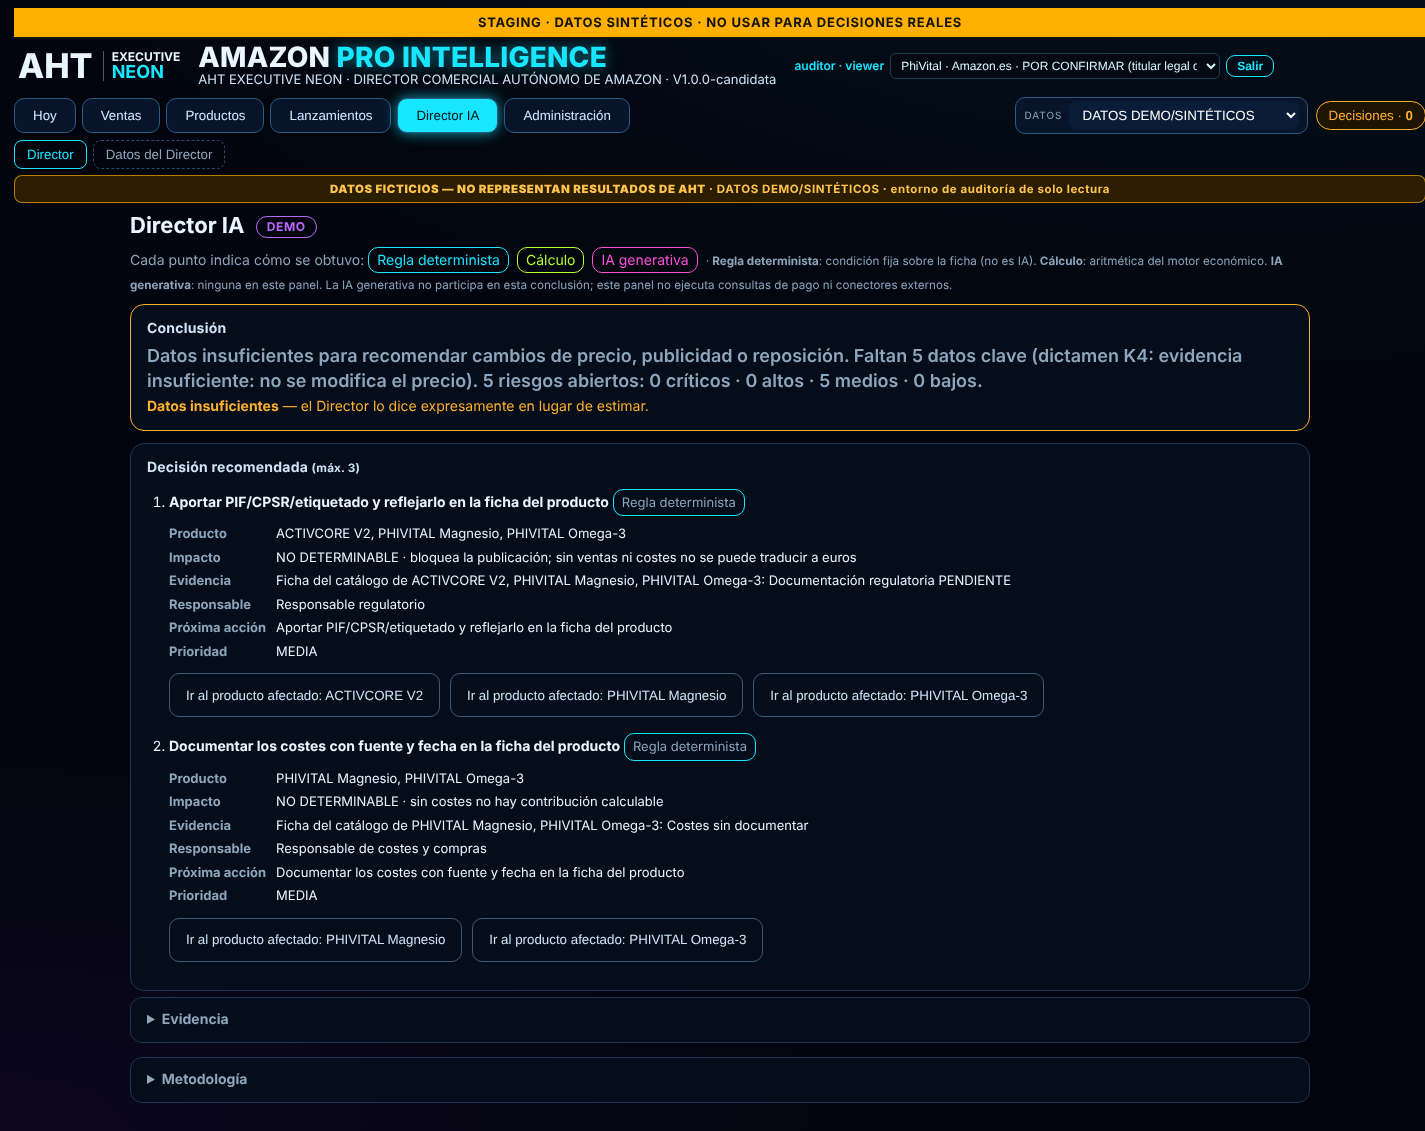 STAGING · DATOS SINTÉTICOS · NO USAR PARA DECISIONES REALES
AHT EXECUTIVE NEON
AMAZON PRO INTELLIGENCE
AHT EXECUTIVE NEON · DIRECTOR COMERCIAL AUTÓNOMO DE AMAZON · V1.0.0-candidata
auditor · viewer
PhiVital · Amazon.es · POR CONFIRMAR (titular legal
Salir
Hoy
Ventas
Productos
Lanzamientos
Director IA
Administración
DATOS
DATOS DEMO/SINTÉTICOS
Decisiones · 0
Director
Datos del Director
DATOS FICTICIOS — NO REPRESENTAN RESULTADOS DE AHT · DATOS DEMO/SINTÉTICOS · entorno de auditoría de solo lectura
Director IA DEMO
Cada punto indica cómo se obtuvo: Regla determinista Cálculo IA generativa · Regla determinista: condición fija sobre la ficha (no es IA). Cálculo: aritmética del motor económico. IA
generativa: ninguna en este panel. La IA generativa no participa en esta conclusión; este panel no ejecuta consultas de pago ni conectores externos.
Conclusión
Datos insuficientes para recomendar cambios de precio, publicidad o reposición. Faltan 5 datos clave (dictamen K4: evidencia
insuficiente: no se modifica el precio). 5 riesgos abiertos: 0 críticos · 0 altos · 5 medios · 0 bajos.
Datos insuficientes — el Director lo dice expresamente en lugar de estimar.
Decisión recomendada (máx. 3)
1. Aportar PIF/CPSR/etiquetado y reflejarlo en la ficha del producto Regla determinista
Producto ACTIVCORE V2, PHIVITAL Magnesio, PHIVITAL Omega-3
Impacto NO DETERMINABLE · bloquea la publicación; sin ventas ni costes no se puede traducir a euros
Evidencia Ficha del catálogo de ACTIVCORE V2, PHIVITAL Magnesio, PHIVITAL Omega-3: Documentación regulatoria PENDIENTE
Responsable Responsable regulatorio
Próxima acción Aportar PIF/CPSR/etiquetado y reflejarlo en la ficha del producto
Prioridad MEDIA
Ir al producto afectado: ACTIVCORE V2
Ir al producto afectado: PHIVITAL Magnesio
Ir al producto afectado: PHIVITAL Omega-3
2. Documentar los costes con fuente y fecha en la ficha del producto Regla determinista
Producto PHIVITAL Magnesio, PHIVITAL Omega-3
Impacto NO DETERMINABLE · sin costes no hay contribución calculable
Evidencia Ficha del catálogo de PHIVITAL Magnesio, PHIVITAL Omega-3: Costes sin documentar
Responsable Responsable de costes y compras
Próxima acción Documentar los costes con fuente y fecha en la ficha del producto
Prioridad MEDIA
Ir al producto afectado: PHIVITAL Magnesio
Ir al producto afectado: PHIVITAL Omega-3
Evidencia
Metodología